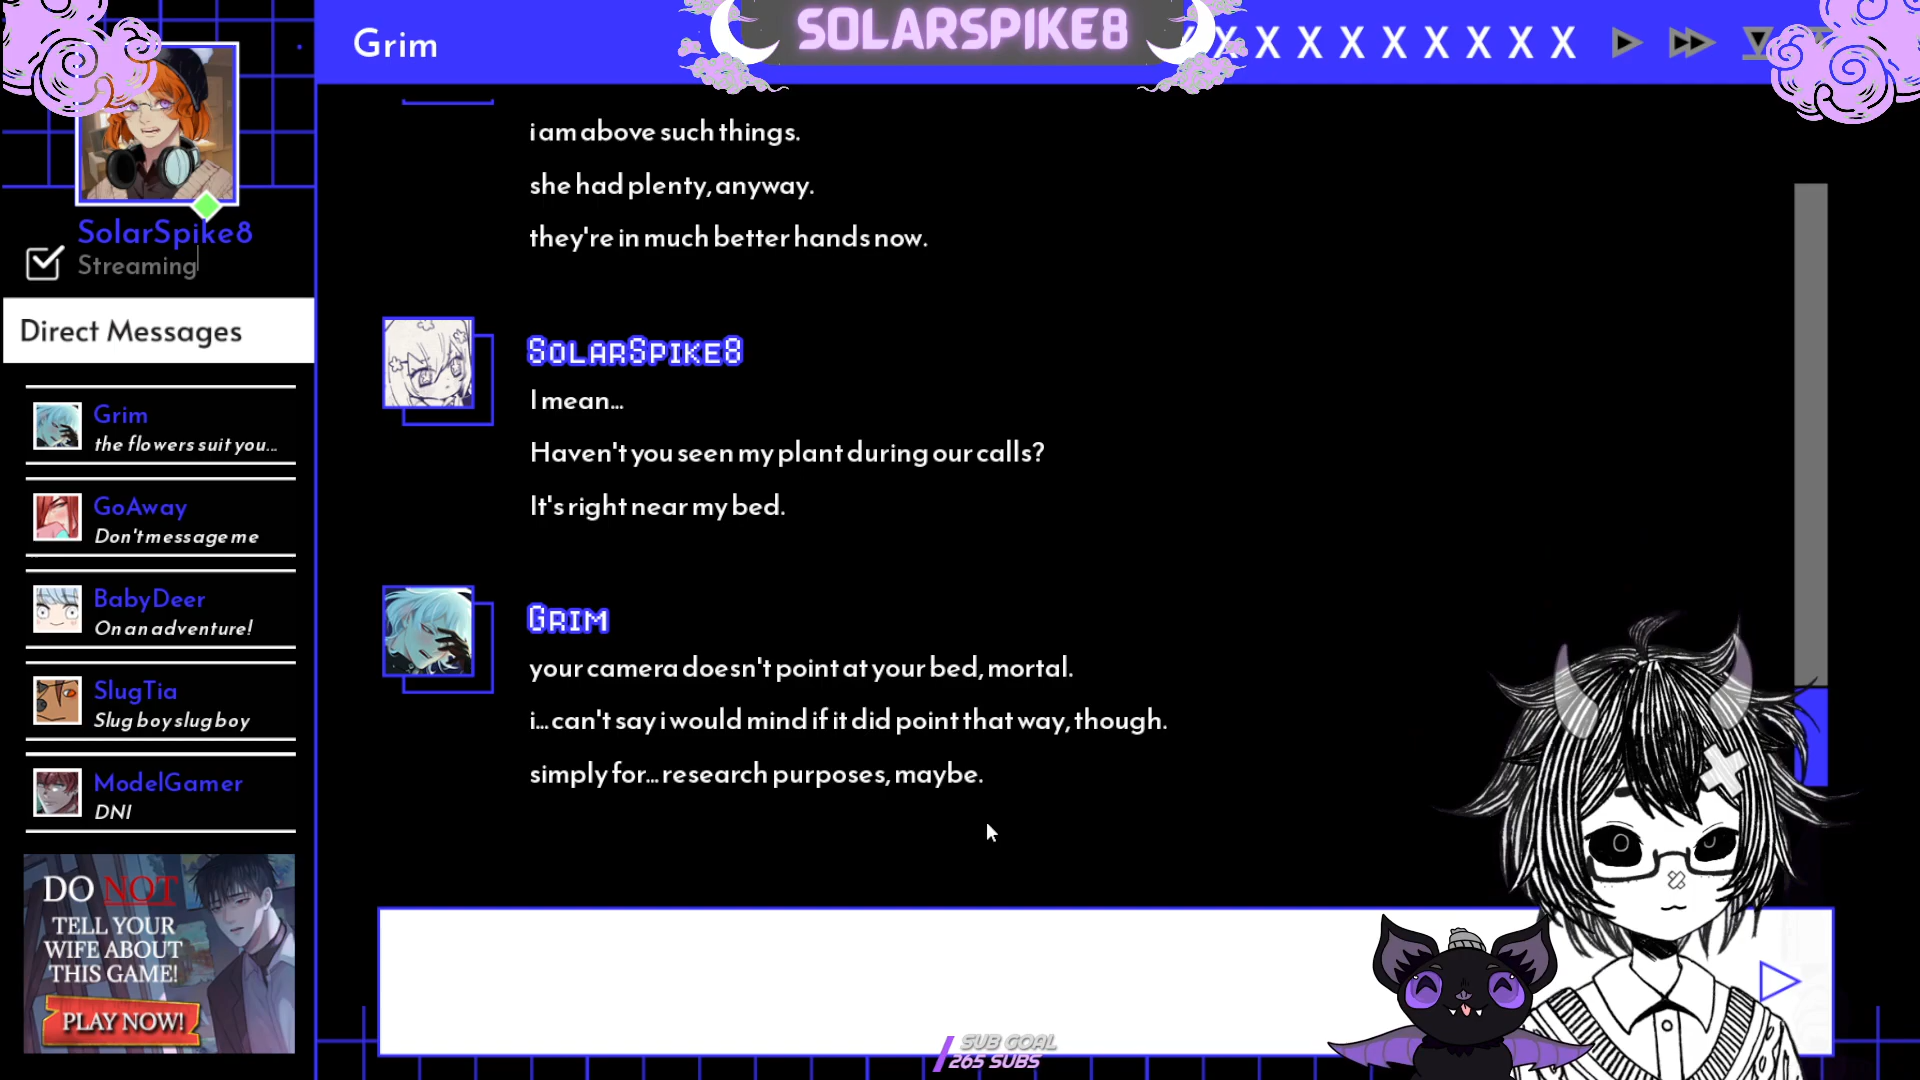 Grim
SOLARSPIKE8
X X X X X X X X X
SolarSpike8
Streaming
Direct Messages
Grim
the flowers suit you...
GoAway
Don't message me
BabyDeer
On an adventure!
SlugTia
Slug boy slug boy
ModelGamer
DNI
DO NOT
TELL YOUR
WIFE ABOUT
THIS GAME!
PLAY NOW!
i am above such things.
she had plenty, anyway.
they're in much better hands now.
SOLARSPIKE8
I mean...
Haven't you seen my plant during our calls?
It's right near my bed.
GRIM
your camera doesn't point at your bed, mortal.
i... can't say i would mind if it did point that way, though.
simply for... research purposes, maybe.
SUB GOAL
265 SUBS